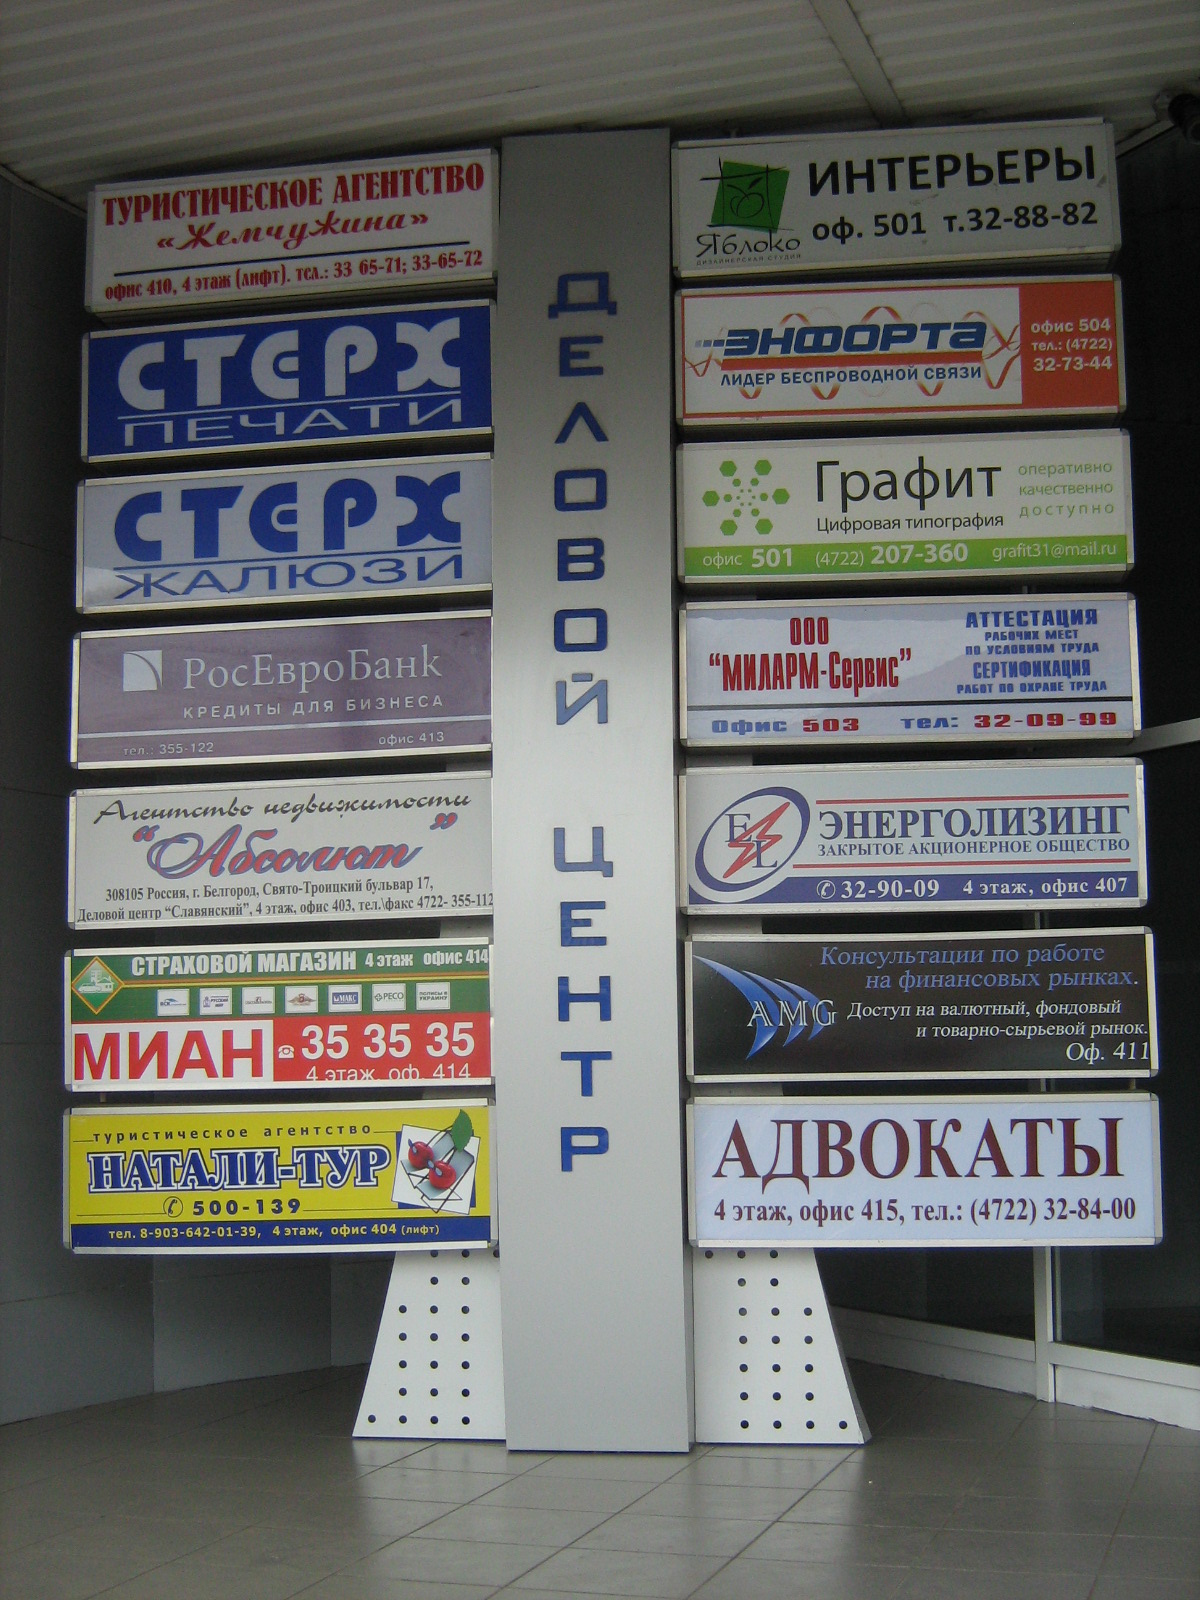 ТУРИСТИЧЕСКОЕ АГЕНТСТВО
«Жемчужина»
офис 410, 4 этаж (лифт). тел.: 33 65-71; 33-65-72
СТЕРХ
ПЕЧАТИ
СТЕРХ
ЖАЛЮЗИ
РосЕвроБанк
КРЕДИТЫ ДЛЯ БИЗНЕСА
тел.: 355-122 офис 413
Агентство недвижимости
“Абсолют”
308105 Россия, г. Белгород, Свято-Троицкий бульвар 17,
Деловой центр “Славянский”, 4 этаж, офис 403, тел.\факс 4722- 355-112
СТРАХОВОЙ МАГАЗИН 4 этаж офис 414
МАКС РЕСО ПОЛИСЫ В УКРАИНУ
МИАН 35 35 35
4 этаж, оф. 414
туристическое агентство
НАТАЛИ-ТУР
500-139
тел. 8-903-642-01-39, 4 этаж, офис 404 (лифт)
ДЕЛОВОЙ ЦЕНТР
ИНТЕРЬЕРЫ
оф. 501 т.32-88-82
Яблоко
ДИЗАЙНЕРСКАЯ СТУДИЯ
ЭНФОРТА
ЛИДЕР БЕСПРОВОДНОЙ СВЯЗИ
офис 504
тел.: (4722)
32-73-44
Графит
Цифровая типография
оперативно
качественно
доступно
офис 501 (4722) 207-360 grafit31@mail.ru
ООО
“МИЛАРМ-Сервис”
АТТЕСТАЦИЯ
РАБОЧИХ МЕСТ
ПО УСЛОВИЯМ ТРУДА
СЕРТИФИКАЦИЯ
РАБОТ ПО ОХРАНЕ ТРУДА
Офис 503 тел: 32-09-99
EL
ЭНЕРГОЛИЗИНГ
ЗАКРЫТОЕ АКЦИОНЕРНОЕ ОБЩЕСТВО
32-90-09 4 этаж, офис 407
Консультации по работе
на финансовых рынках.
AMG
Доступ на валютный, фондовый
и товарно-сырьевой рынок.
Оф. 411
АДВОКАТЫ
4 этаж, офис 415, тел.: (4722) 32-84-00